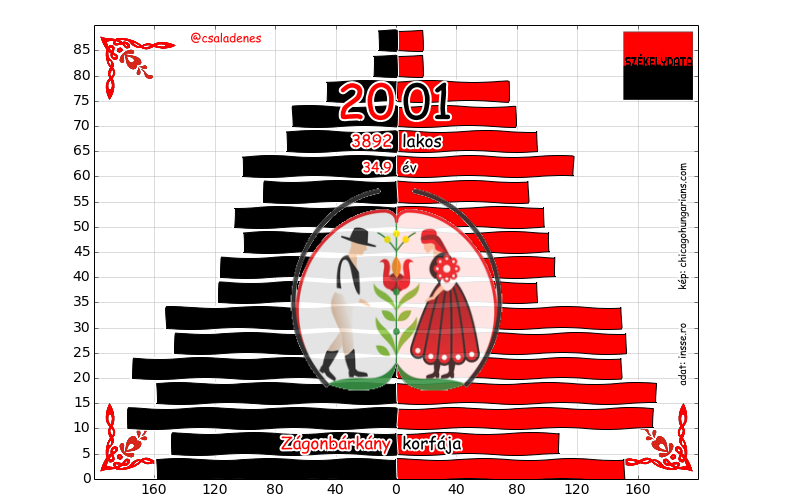 @csaladenes
SZÉKELYDATA
2001
3892 lakos
34.9 év
kép: chicagohungarians.com
adat: insse.ro
Zágonbárkány korfája
85
80
75
70
65
60
55
50
45
40
35
30
25
20
15
10
5
0
160 120 80 40 0 40 80 120 160